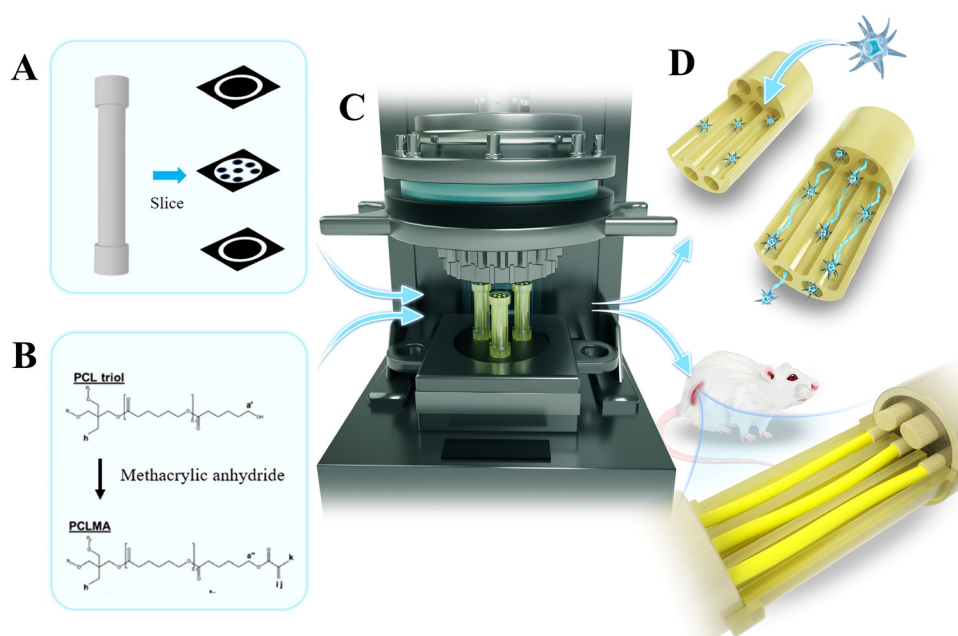 A
Slice
B
PCL triol
a'
h
Methacrylic anhydride
PCLMA
a''
k
h
i j
C
D